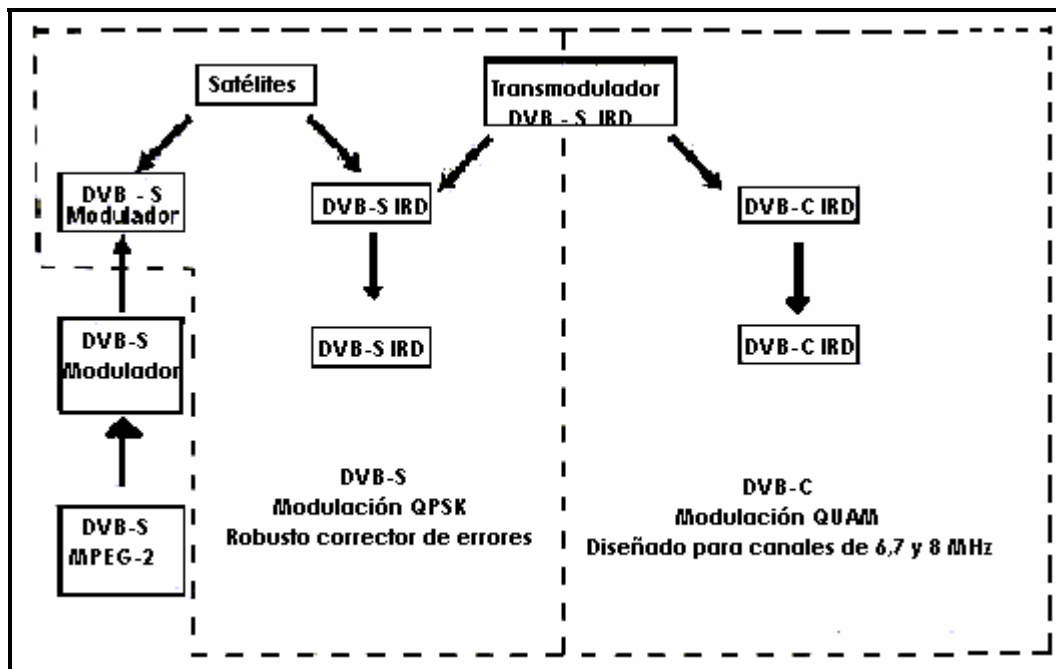 Satélites
Transmodulador
DVB - S IRD
DVB - S
Modulador
DVB-S IRD
DVB-C IRD
DVB-S
Modulador
DVB-S IRD
DVB-C IRD
DVB-S
MPEG-2
DVB-S
Modulación QPSK
Robusto corrector de errores
DVB-C
Modulación QUAM
Diseñado para canales de 6,7 y 8 MHz